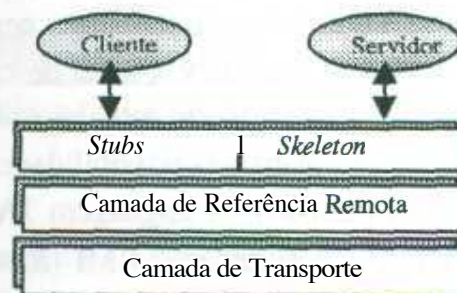 Cliente Servidor
Stubs Skeleton
Camada de Referência Remota
Camada de Transporte